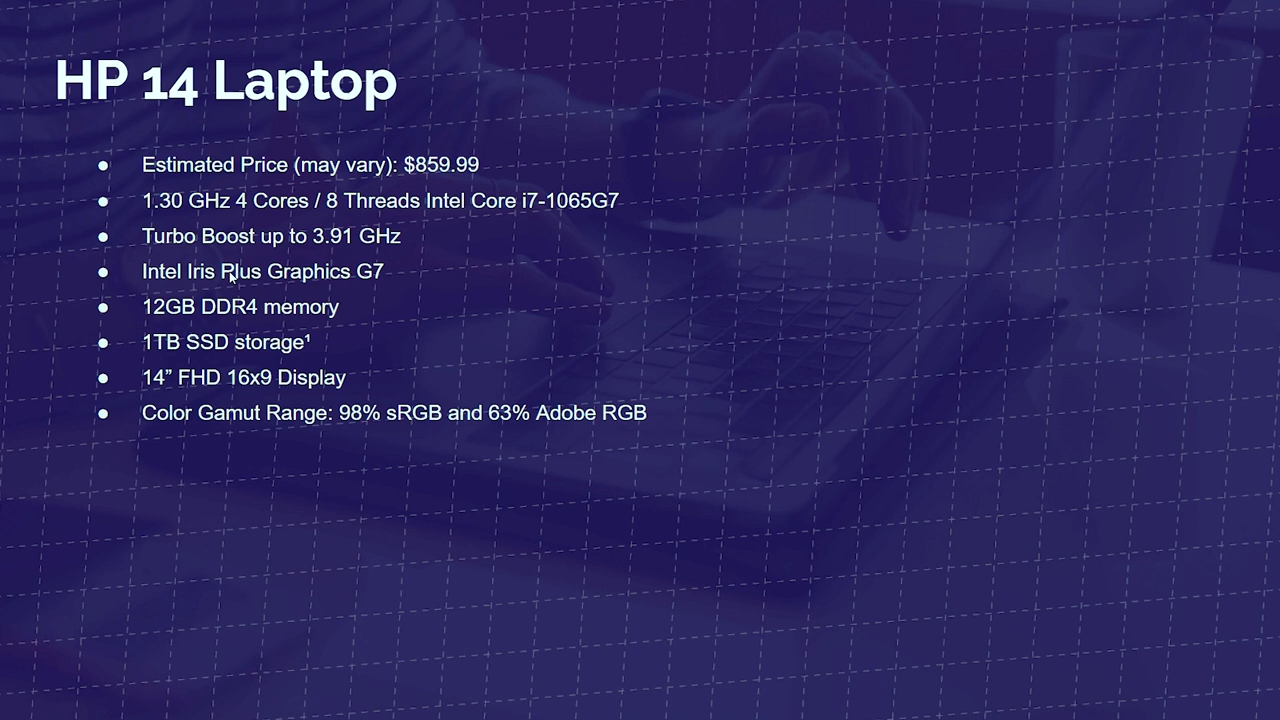 HP 14 Laptop
● Estimated Price (may vary): $859.99
● 1.30 GHz 4 Cores / 8 Threads Intel Core i7-1065G7
● Turbo Boost up to 3.91 GHz
● Intel Iris Plus Graphics G7
● 12GB DDR4 memory
● 1TB SSD storage¹
● 14” FHD 16x9 Display
● Color Gamut Range: 98% sRGB and 63% Adobe RGB